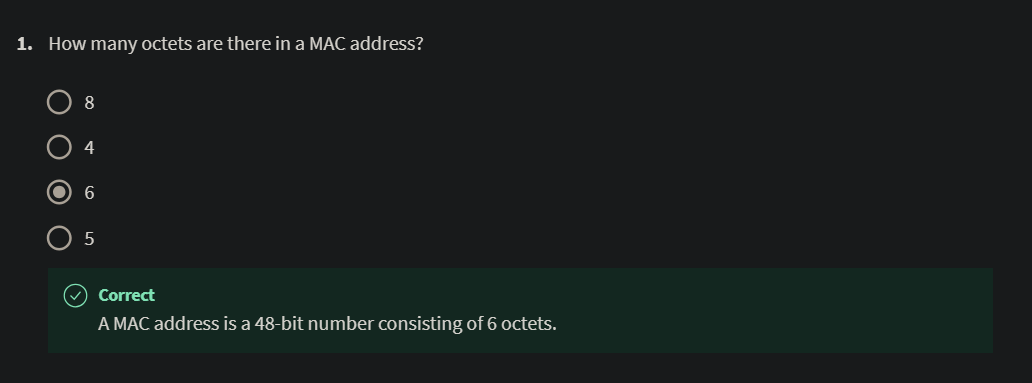 1. How many octets are there in a MAC address?
8
4
6
5
Correct
A MAC address is a 48-bit number consisting of 6 octets.